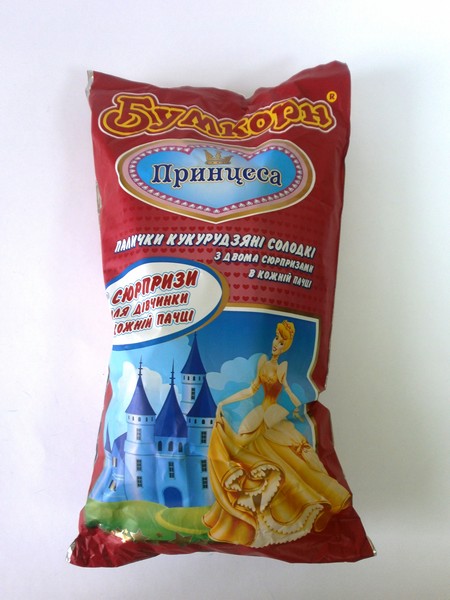 Бумкорн®
Принцеса
ПАЛИЧКИ КУКУРУДЗЯНІ СОЛОДКІ
З ДВОМА СЮРПРИЗАМИ
В КОЖНІЙ ПАЧЦІ
СЮРПРИЗИ
ДЛЯ ДІВЧИНКИ
КОЖНІЙ ПАЧЦІ